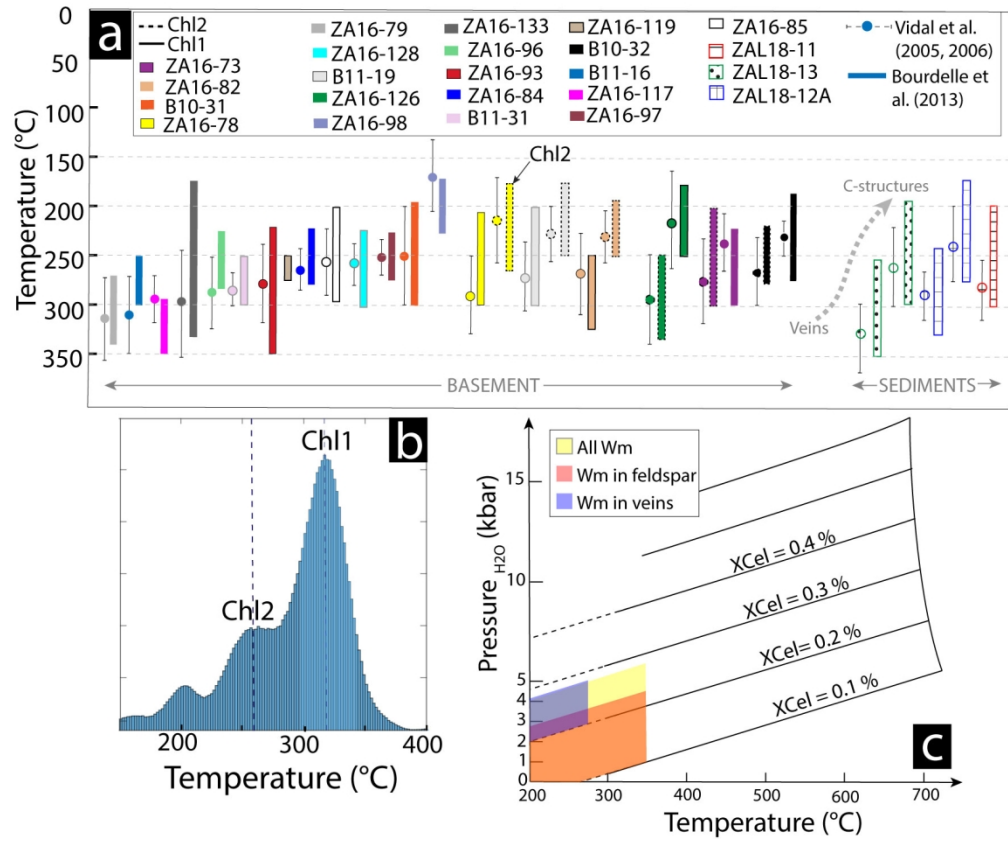 a
Chl2
Chl1
ZA16-73
ZA16-82
B10-31
ZA16-78
ZA16-79
ZA16-128
B11-19
ZA16-126
ZA16-98
ZA16-133
ZA16-96
ZA16-93
ZA16-84
B11-31
ZA16-119
B10-32
B11-16
ZA16-117
ZA16-97
ZA16-85
ZAL18-11
ZAL18-13
ZAL18-12A
Vidal et al.
(2005, 2006)
Bourdelle et
al. (2013)
Temperature (°C)
0
50
100
150
200
250
300
350
Chl2
C-structures
Veins
BASEMENT
SEDIMENTS
b
Chl1
Chl2
200
300
400
Temperature (°C)
c
All Wm
Wm in feldspar
Wm in veins
Pressure H2O (kbar)
15
10
5
4
3
2
1
0
XCel = 0.4 %
XCel = 0.3 %
XCel= 0.2 %
XCel = 0.1 %
200
300
400
500
600
700
Temperature (°C)